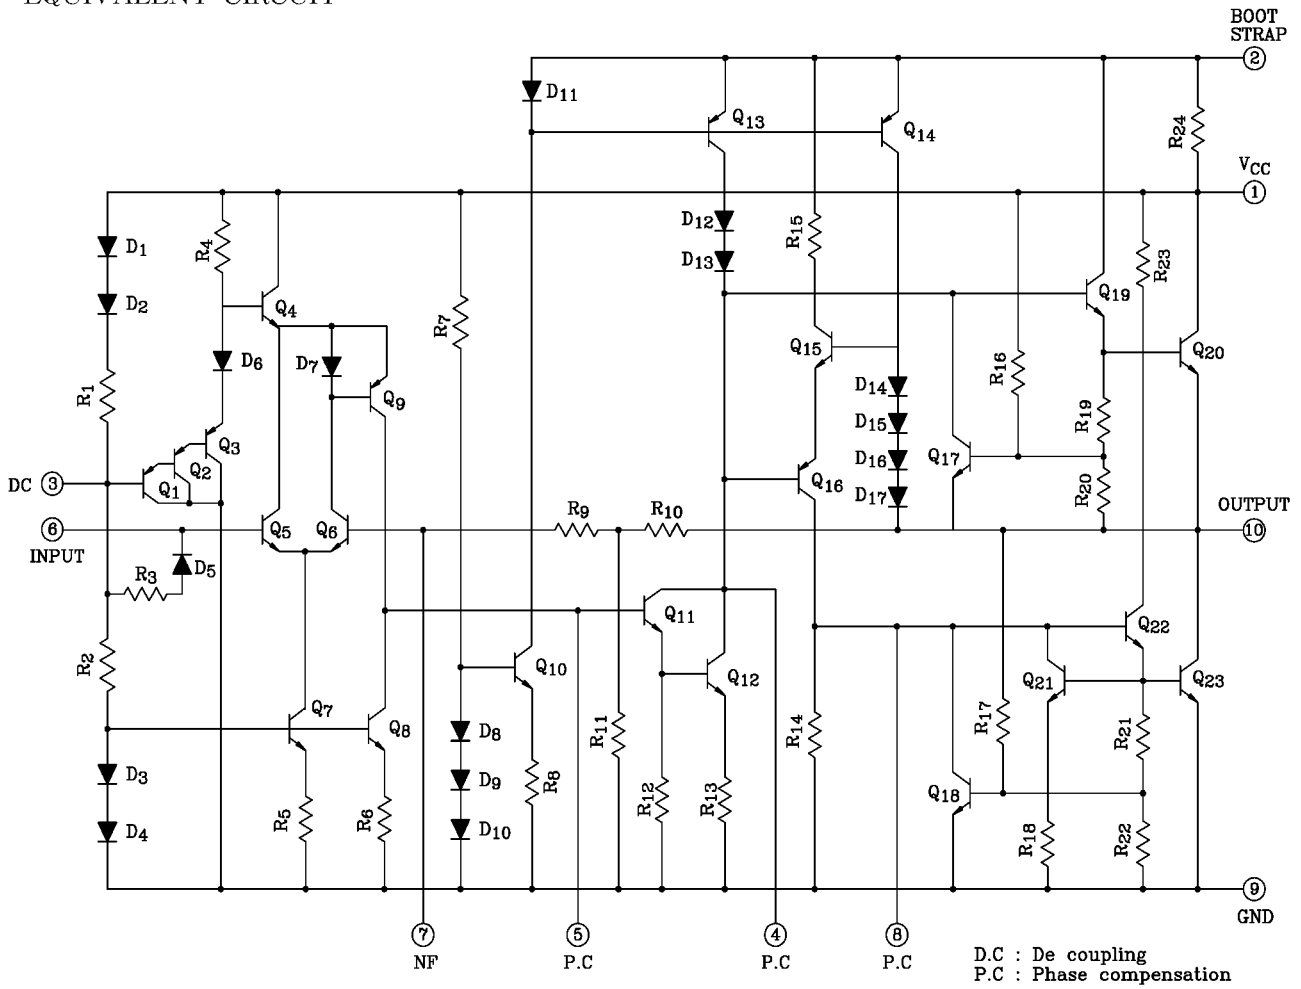 EQUIVALENT CIRCUIT
BOOT
STRAP
2
D11
Q13
Q14
R24
VCC
1
D1
R4
D12
R15
D13
R23
D2
Q4
R7
Q19
D6
D7
Q15
R16
Q20
R1
Q9
D14
D15
R19
Q3
Q2
D16
Q17
DC 3
Q1
Q16
D17
R20
OUTPUT
6
Q5
Q6
R9
R10
10
INPUT
D5
R3
Q11
Q22
R2
Q10
Q12
Q21
Q23
Q7
Q8
D8
R11
R14
R17
R21
D3
D9
R8
R12
R13
Q18
D4
R5
R6
D10
R18
R22
9
GND
7
5
4
8
NF
P.C
P.C
P.C
D.C : De coupling
P.C : Phase compensation